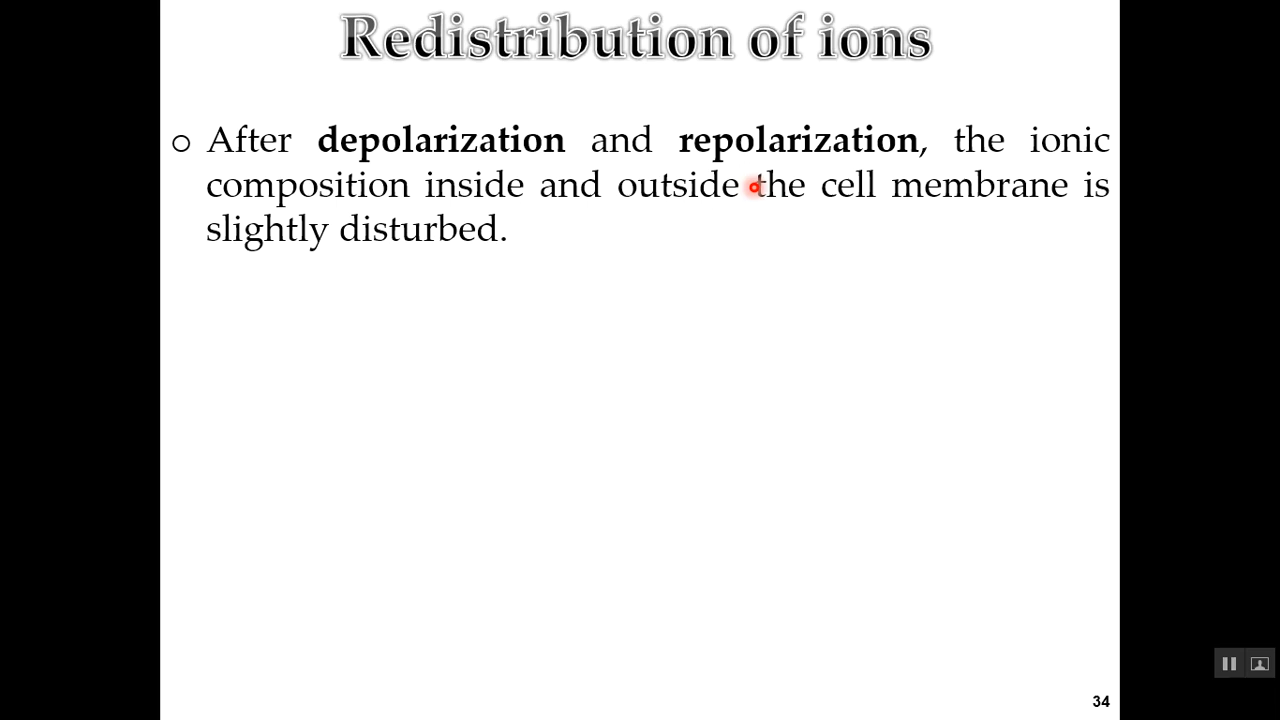 Redistribution of ions
After depolarization and repolarization, the ionic
composition inside and outside the cell membrane is
slightly disturbed.
34